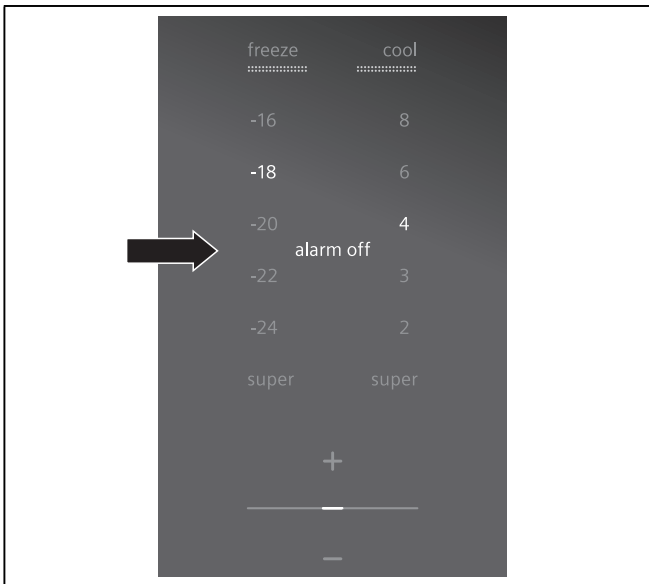 freeze cool
-16 8
-18 6
-20 4
alarm off
-22 3
-24 2
super super
+
−